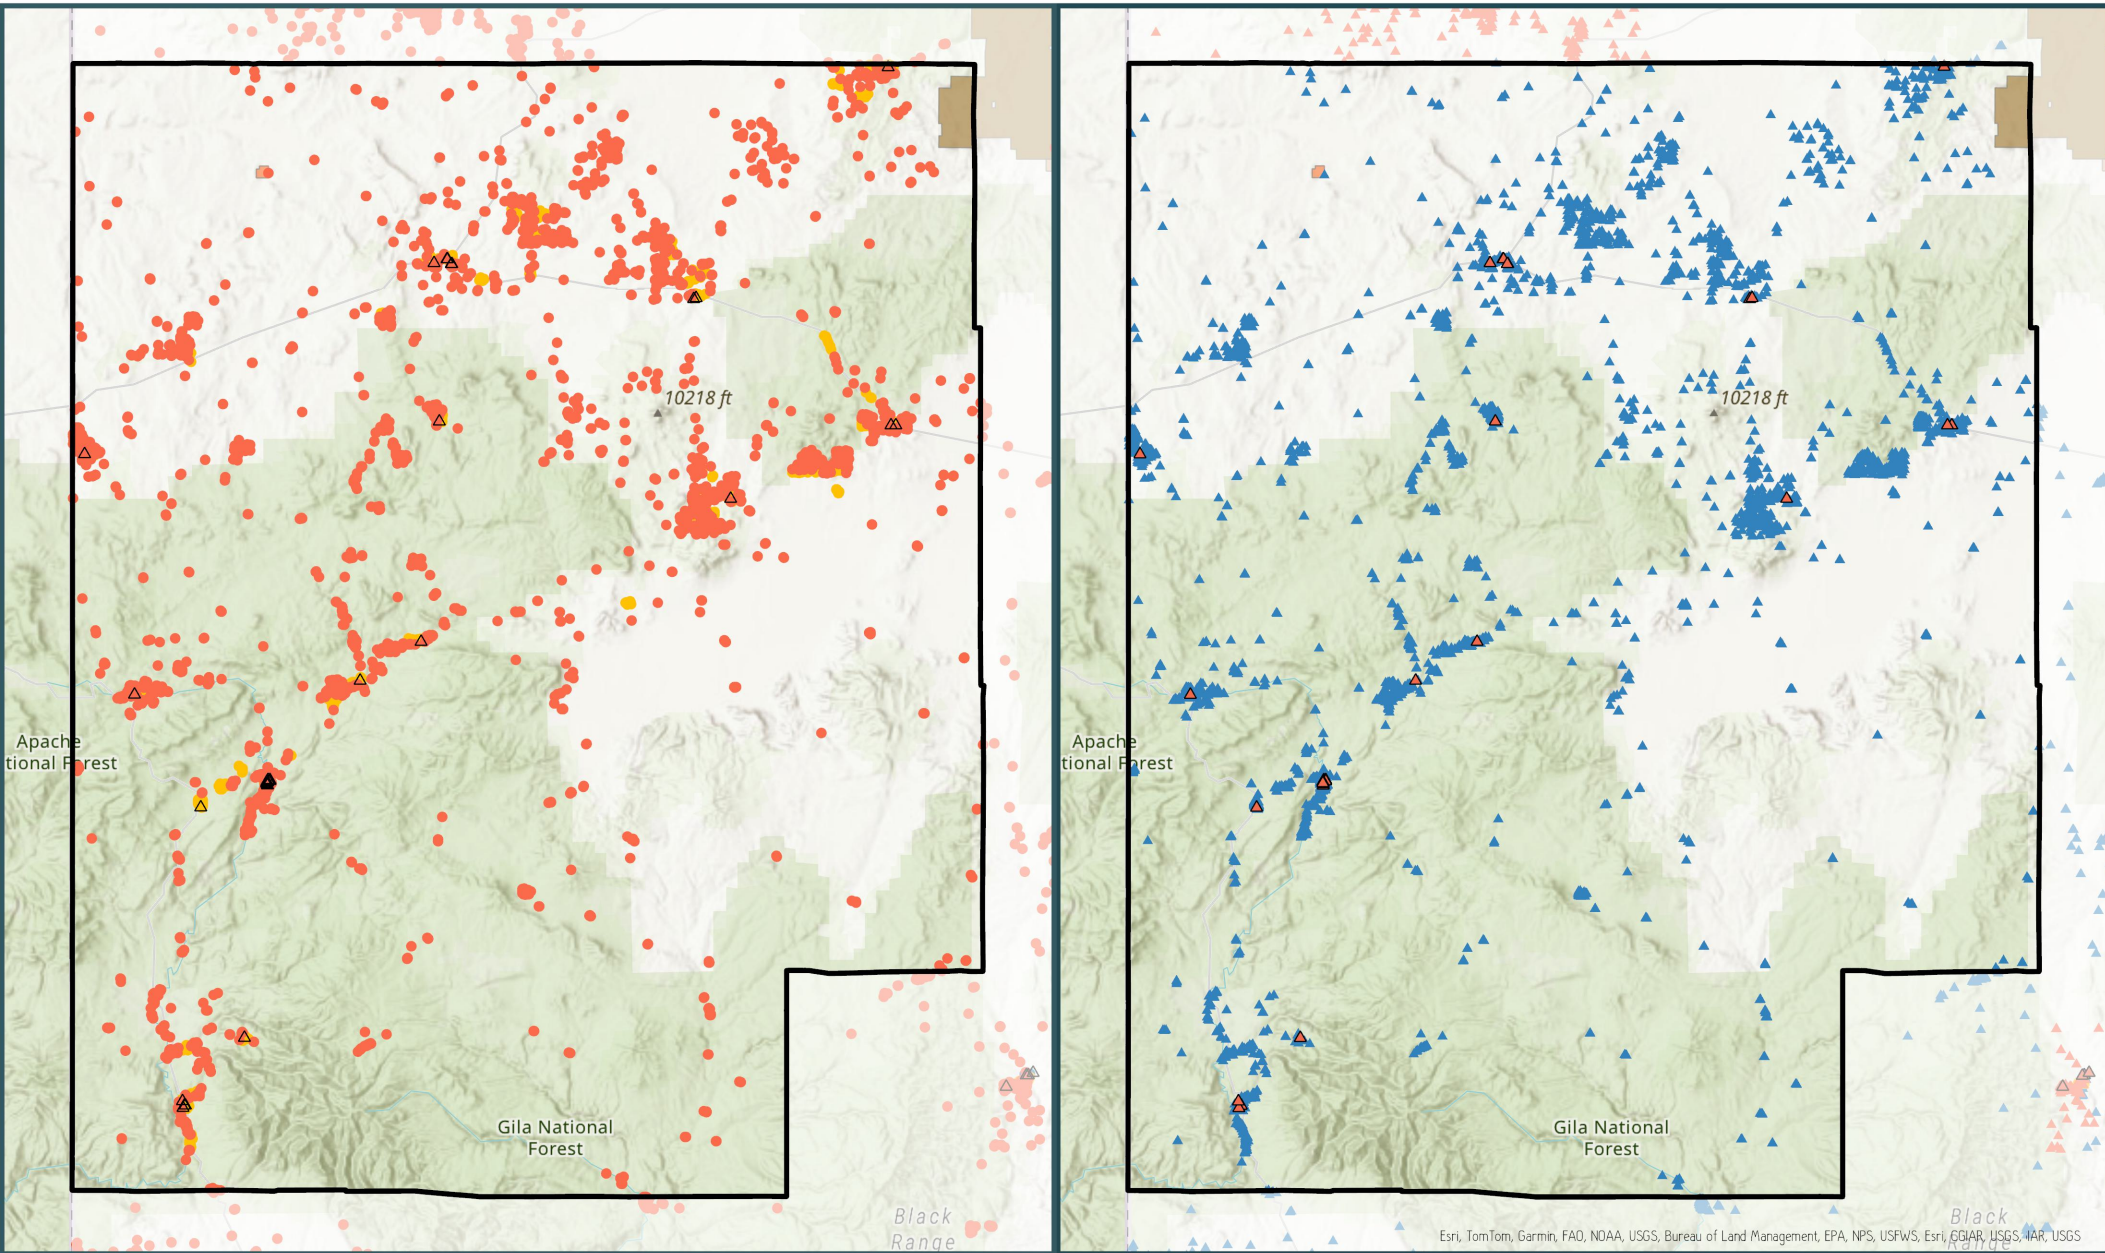 10218 ft
Apache
tional Forest
Gila National
Forest
Black
Range
10218 ft
Apache
tional Forest
Gila National
Forest
Black
Range
Esri, TomTom, Garmin, FAO, NOAA, USGS, Bureau of Land Management, EPA, NPS, USFWS, Esri, CGIAR, USGS,
USGS